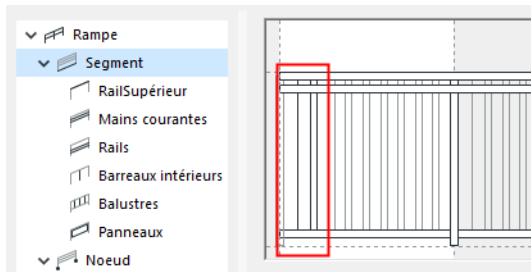 Rampe
Segment
RailSupérieur
Mains courantes
Rails
Barreaux intérieurs
Balustres
Panneaux
Noeud